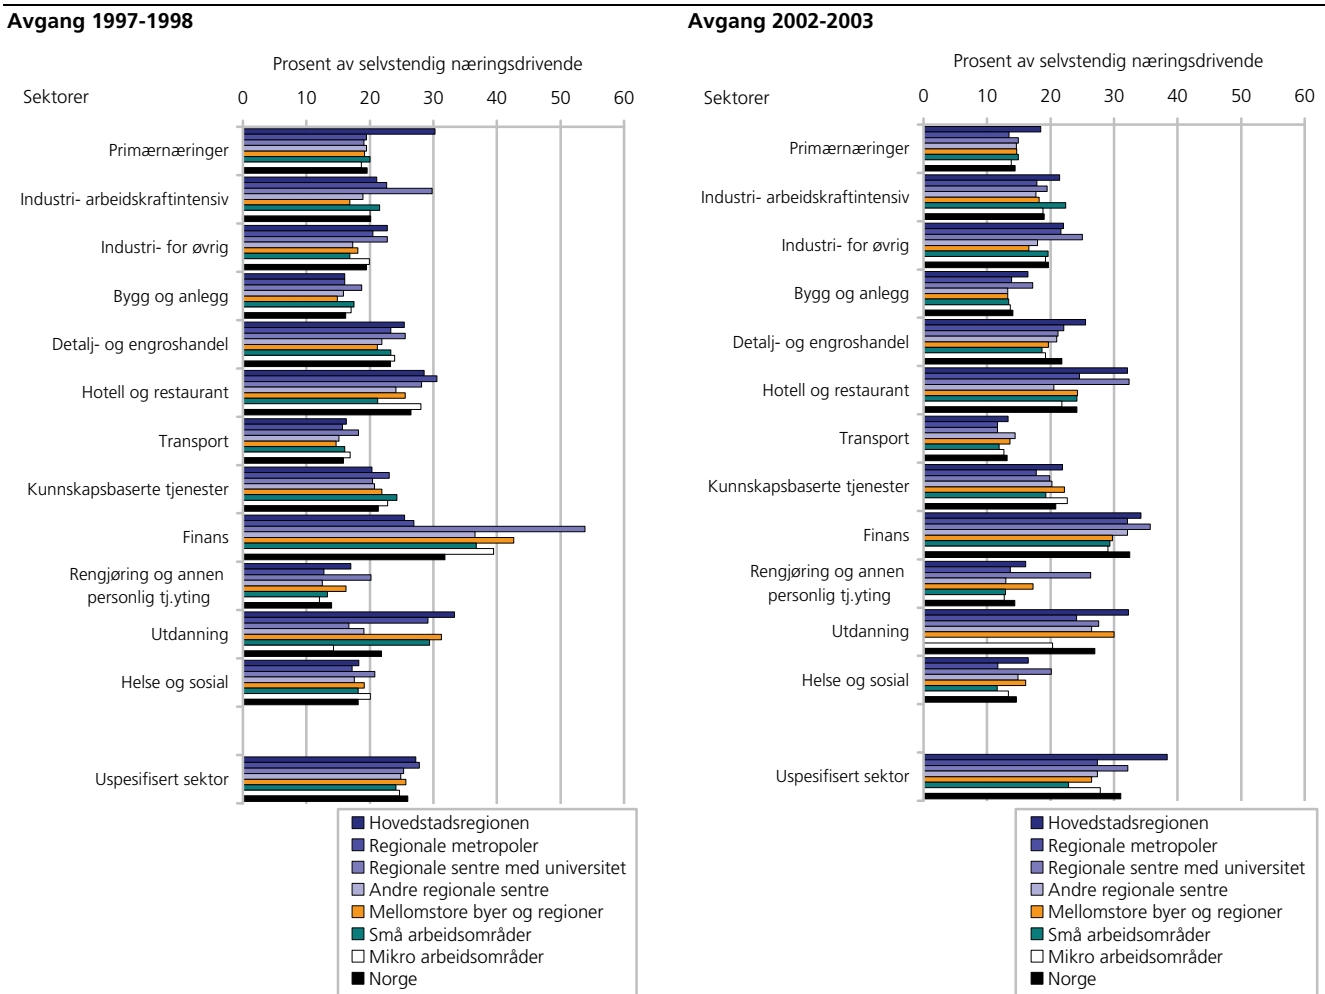 Avgang 1997-1998
Prosent av selvstendig næringsdrivende
Sektorer
0 10 20 30 40 50 60
Primærnæringer
Industri- arbeidskraftintensiv
Industri- for øvrig
Bygg og anlegg
Detalj- og engroshandel
Hotell og restaurant
Transport
Kunnskapsbaserte tjenester
Finans
Rengjøring og annen
personlig tj.yting
Utdanning
Helse og sosial
Uspesifisert sektor
Hovedstadsregionen
Regionale metropoler
Regionale sentre med universitet
Andre regionale sentre
Mellomstore byer og regioner
Små arbeidsområder
Mikro arbeidsområder
Norge
Avgang 2002-2003
Prosent av selvstendig næringsdrivende
Sektorer
0 10 20 30 40 50 60
Primærnæringer
Industri- arbeidskraftintensiv
Industri- for øvrig
Bygg og anlegg
Detalj- og engroshandel
Hotell og restaurant
Transport
Kunnskapsbaserte tjenester
Finans
Rengjøring og annen
personlig tj.yting
Utdanning
Helse og sosial
Uspesifisert sektor
Hovedstadsregionen
Regionale metropoler
Regionale sentre med universitet
Andre regionale sentre
Mellomstore byer og regioner
Små arbeidsområder
Mikro arbeidsområder
Norge